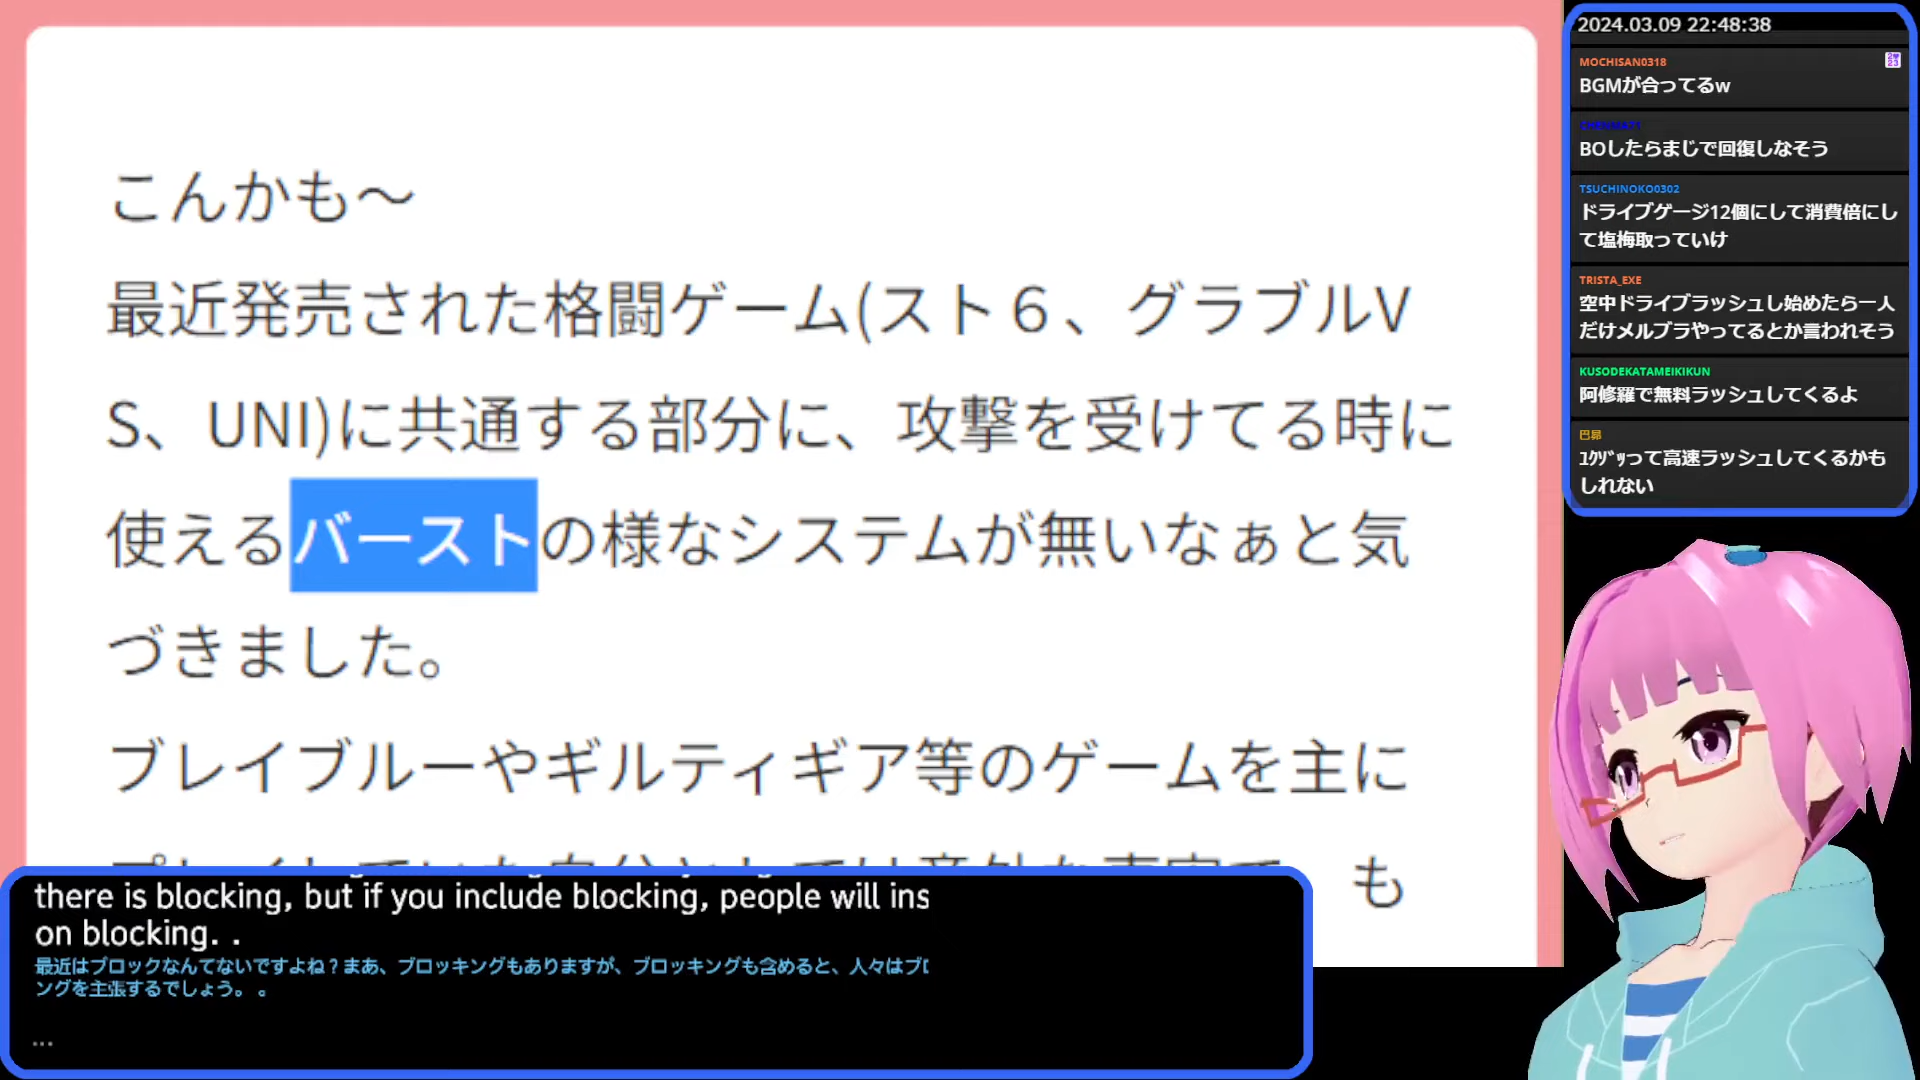 こんかも〜
最近発売された格闘ゲーム(スト６、グラブルV
S、UNI)に共通する部分に、攻撃を受けてる時に
使えるバーストの様なシステムが無いなぁと気
づきました。
ブレイブルーやギルティギア等のゲームを主に
も
there is blocking, but if you include blocking, people will ins
on blocking. .
最近はブロックなんてないですよね？まあ、ブロッキングもありますが、ブロッキングも含めると、人々はブロ
ングを主張するでしょう。 。
...
2024.03.09 22:48:38
MOCHISAN0318
BGMが合ってるw
BOしたらまじで回復しなそう
TSUCHINOKO0302
ドライブゲージ12個にして消費倍にし
て塩梅取っていけ
TRISTA_EXE
空中ドライブラッシュし始めたら一人
だけメルブラやってるとか言われそう
KUSODEKATAMEIKIKUN
阿修羅で無料ラッシュしてくるよ
巴昴
ﾕｸｿﾞｯって高速ラッシュしてくるかも
しれない